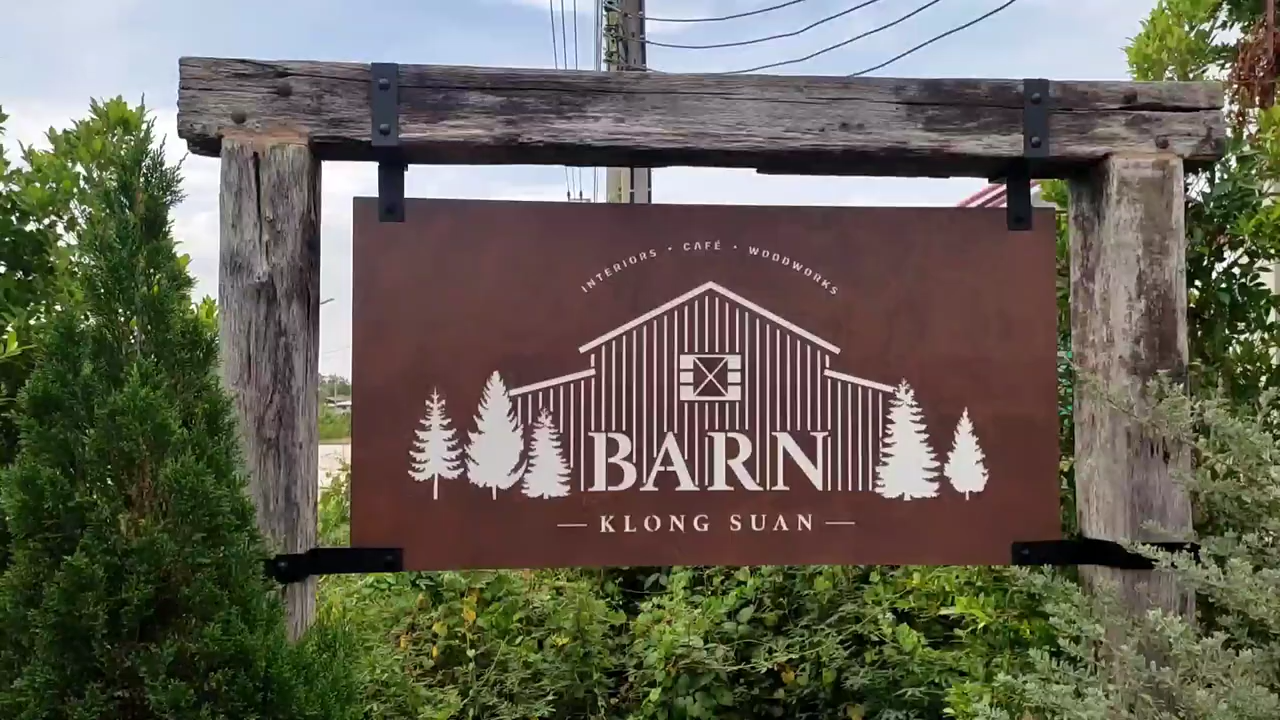 INTERIORS • CAFÉ • WOODWORKS
BARN
— KLONG SUAN —